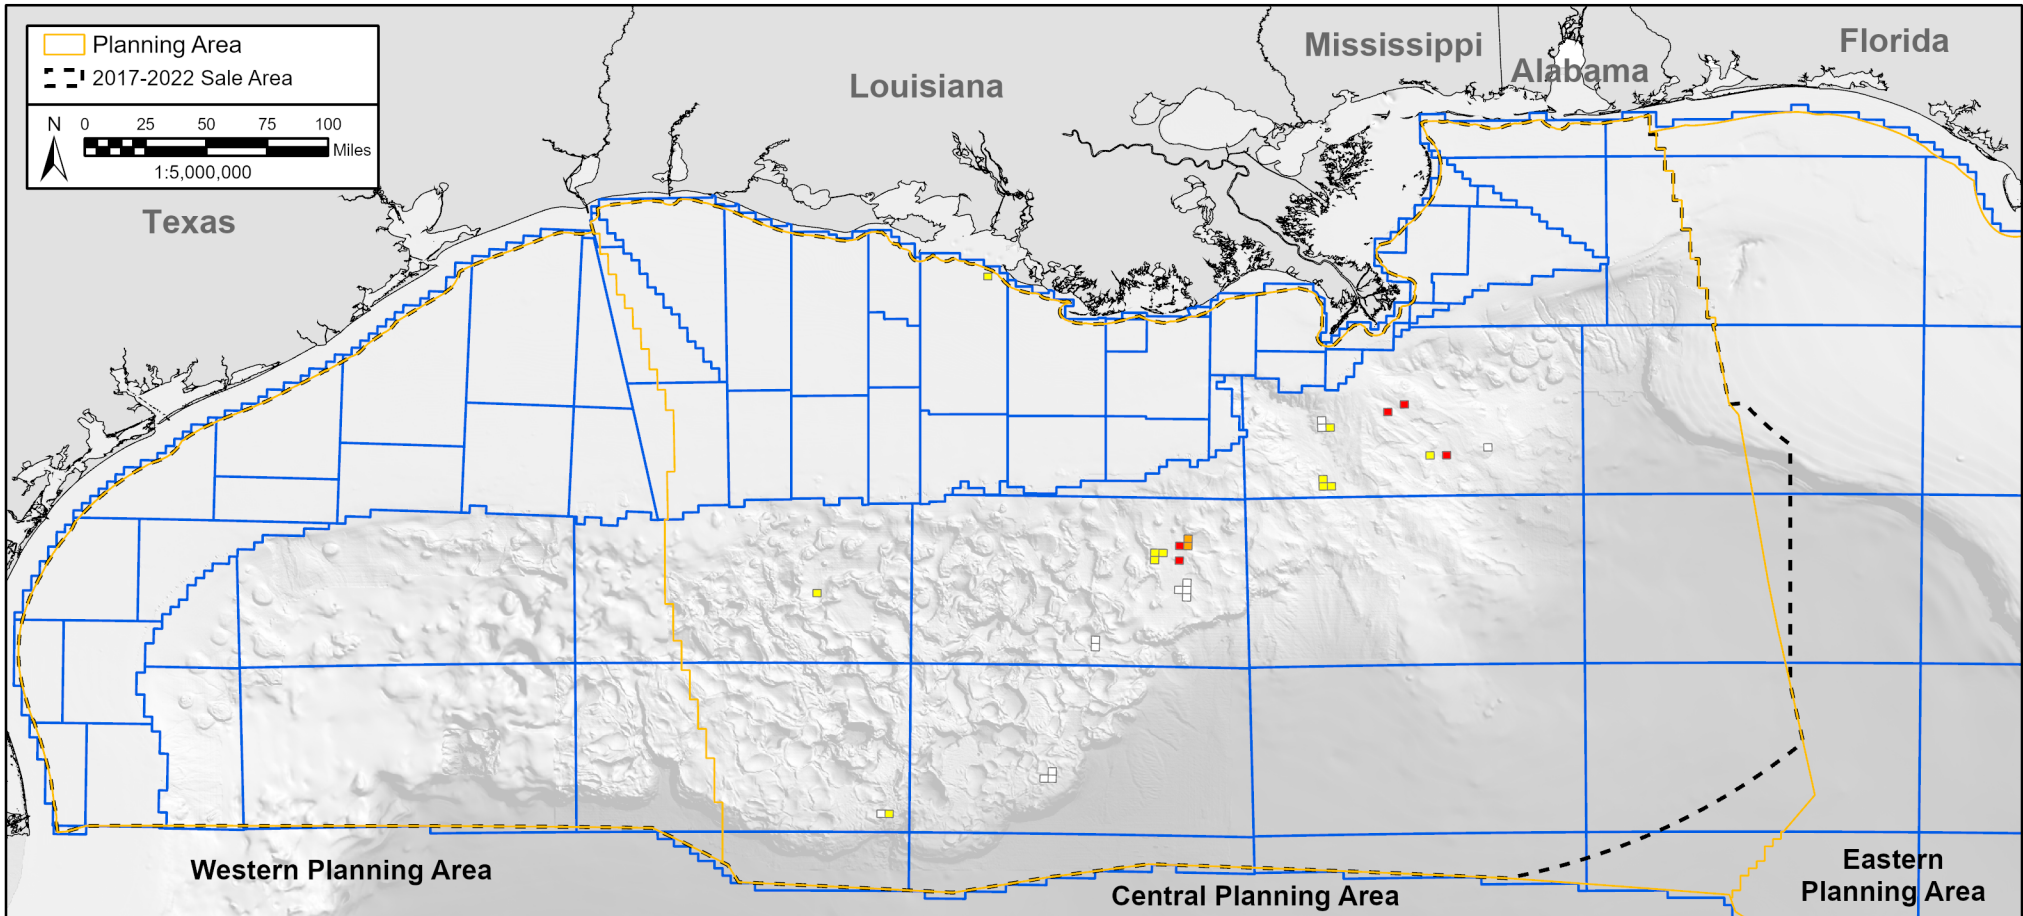 Planning Area
2017-2022 Sale Area
N 0 25 50 75 100
Miles
1:5,000,000
Texas
Louisiana
Mississippi
Alabama
Florida
Western Planning Area
Central Planning Area
Eastern
Planning Area